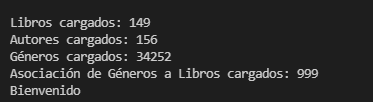 Libros cargados: 149
Autores cargados: 156
Géneros cargados: 34252
Asociación de Géneros a Libros cargados: 999
Bienvenido